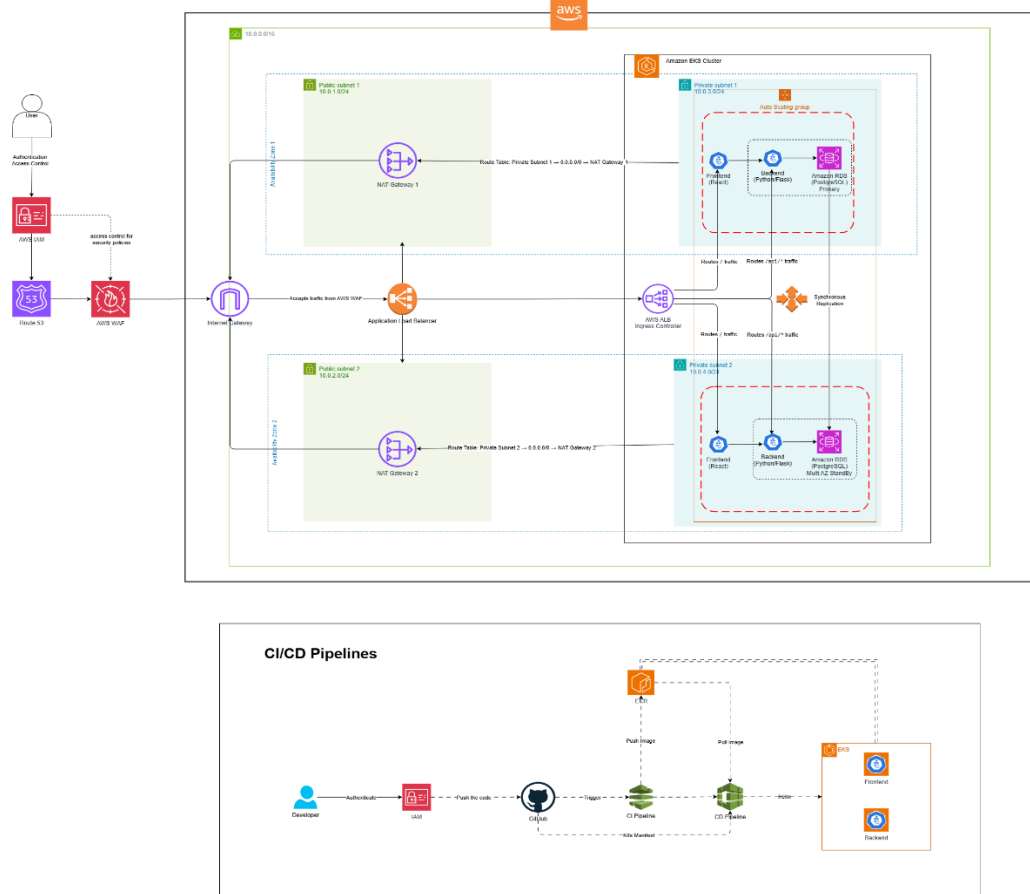 aws
10.0.0.0/16
Amazon EKS Cluster
Public subnet 1
10.0.1.0/24
Private subnet 1
10.0.3.0/24
Auto Scaling group
User
Availability Zone 1
Authentication
Access Control
NAT Gateway 1
Route Table: Private Subnet 1 → 0.0.0.0/0 → NAT Gateway 1
Frontend
(React)
Backend
(Python/Flask)
Amazon RDS
(PostgreSQL)
Primary
AWS IAM
access control for
security policies
Routes / traffic
Routes /api/* traffic
53
Route 53
AWS WAF
Internet Gateway
Accepts traffic from AWS WAF
Application Load Balancer
AWS ALB
Ingress Controller
Synchronous
Replication
Routes / traffic
Routes /api/* traffic
Public subnet 2
10.0.2.0/24
Private subnet 2
10.0.4.0/24
Availability Zone 2
NAT Gateway 2
Route Table: Private Subnet 2 → 0.0.0.0/0 → NAT Gateway 2
Frontend
(React)
Backend
(Python/Flask)
Amazon RDS
(PostgreSQL)
Multi AZ StandBy
CI/CD Pipelines
ECR
Push Image
Pull Image
EKS
Frontend
Developer
Authenticate
IAM
Push the code
GitHub
Trigger
CI Pipeline
CD Pipeline
Helm
K8s Manifest
Backend